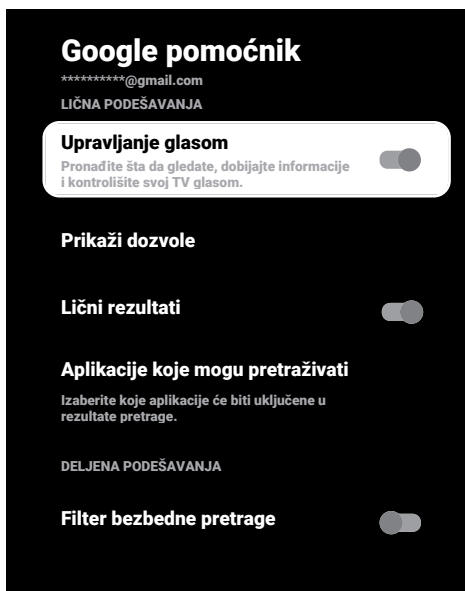 Google pomoćnik
**********@gmail.com
LIČNA PODEŠAVANJA
Upravljanje glasom
Pronađite šta da gledate, dobijajte informacije
i kontrolišite svoj TV glasom.
Prikaži dozvole
Lični rezultati
Aplikacije koje mogu pretraživati
Izaberite koje aplikacije će biti uključene u
rezultate pretrage.
DELJENA PODEŠAVANJA
Filter bezbedne pretrage